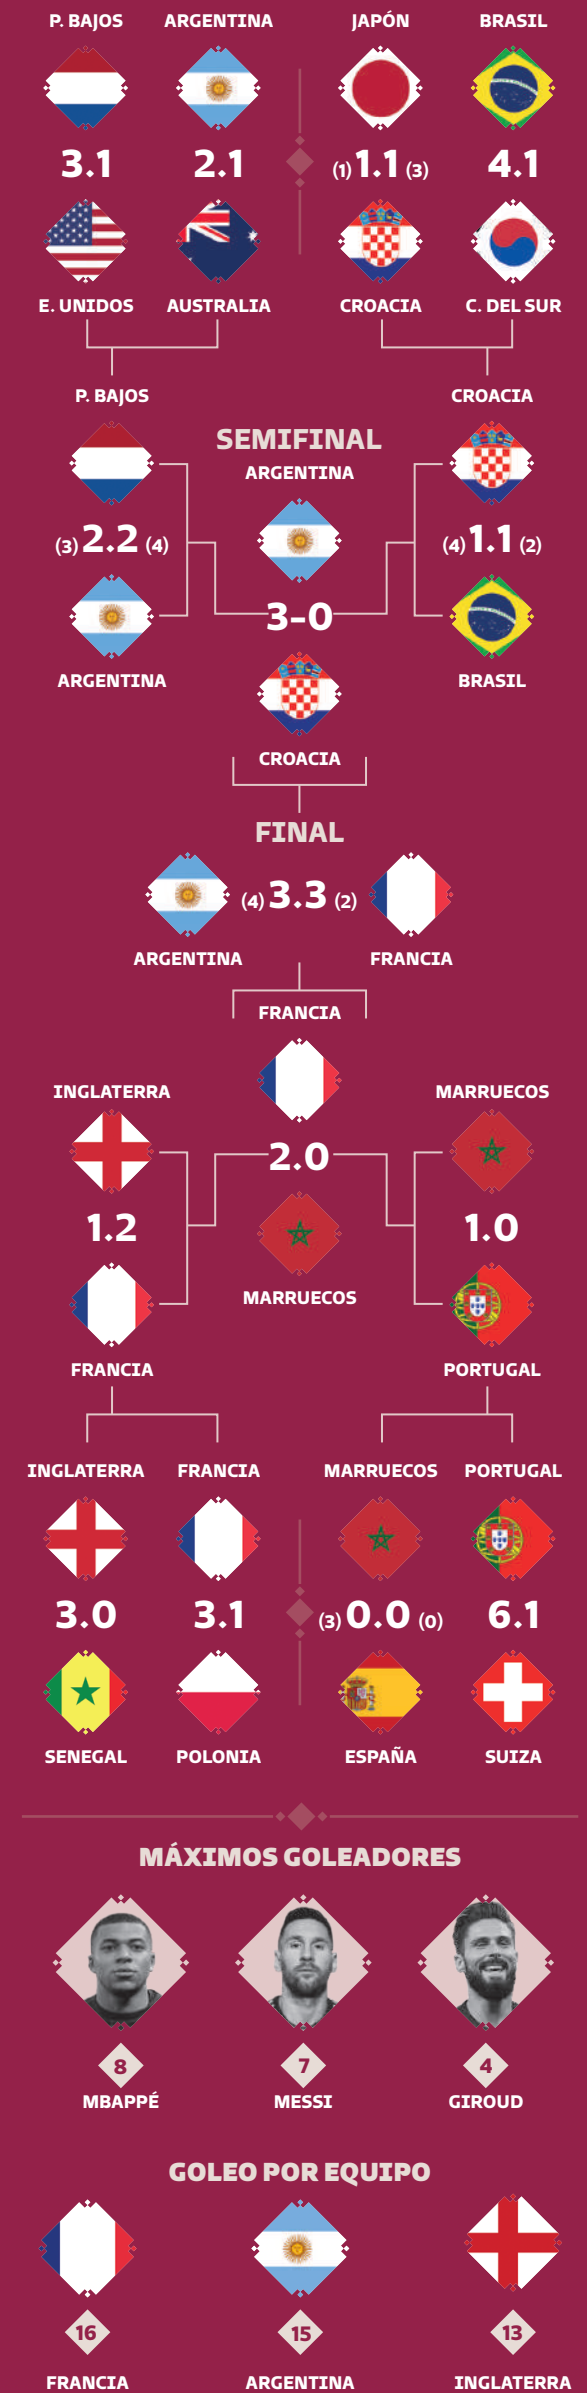 P. BAJOS ARGENTINA JAPÓN BRASIL
3.1 2.1 (1) 1.1 (3) 4.1
E. UNIDOS AUSTRALIA CROACIA C. DEL SUR
P. BAJOS CROACIA
SEMIFINAL
ARGENTINA
(3) 2.2 (4) (4) 1.1 (2)
3-0
ARGENTINA BRASIL
CROACIA
FINAL
(4) 3.3 (2)
ARGENTINA FRANCIA
FRANCIA
INGLATERRA MARRUECOS
2.0
1.2 1.0
MARRUECOS
FRANCIA PORTUGAL
INGLATERRA FRANCIA MARRUECOS PORTUGAL
3.0 3.1 (3) 0.0 (0) 6.1
SENEGAL POLONIA ESPAÑA SUIZA
MÁXIMOS GOLEADORES
8 7 4
MBAPPÉ MESSI GIROUD
GOLEO POR EQUIPO
16 15 13
FRANCIA ARGENTINA INGLATERRA